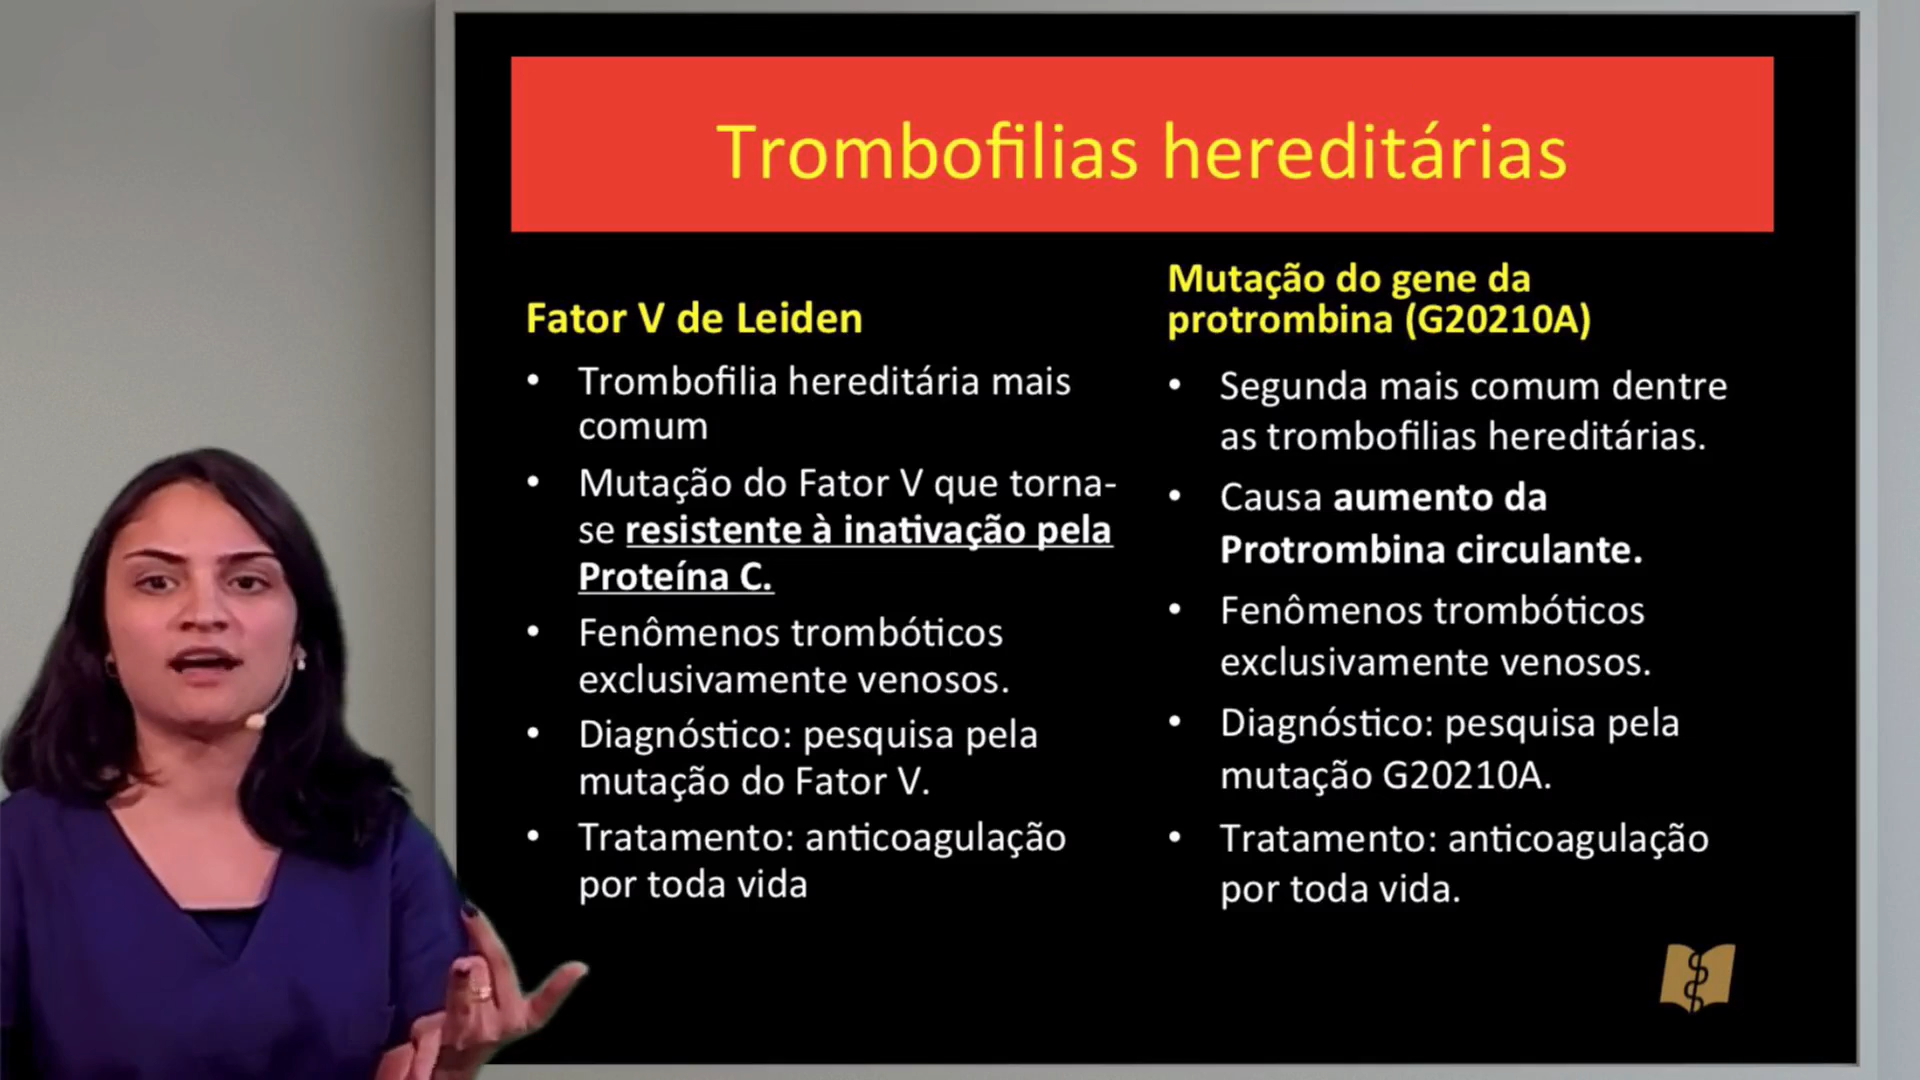 Trombofilias hereditárias
Fator V de Leiden
• Trombofilia hereditária mais
comum
• Mutação do Fator V que torna-
se resistente à inativação pela
Proteína C.
• Fenômenos trombóticos
exclusivamente venosos.
• Diagnóstico: pesquisa pela
mutação do Fator V.
• Tratamento: anticoagulação
por toda vida
Mutação do gene da
protrombina (G20210A)
• Segunda mais comum dentre
as trombofilias hereditárias.
• Causa aumento da
Protrombina circulante.
• Fenômenos trombóticos
exclusivamente venosos.
• Diagnóstico: pesquisa pela
mutação G20210A.
• Tratamento: anticoagulação
por toda vida.